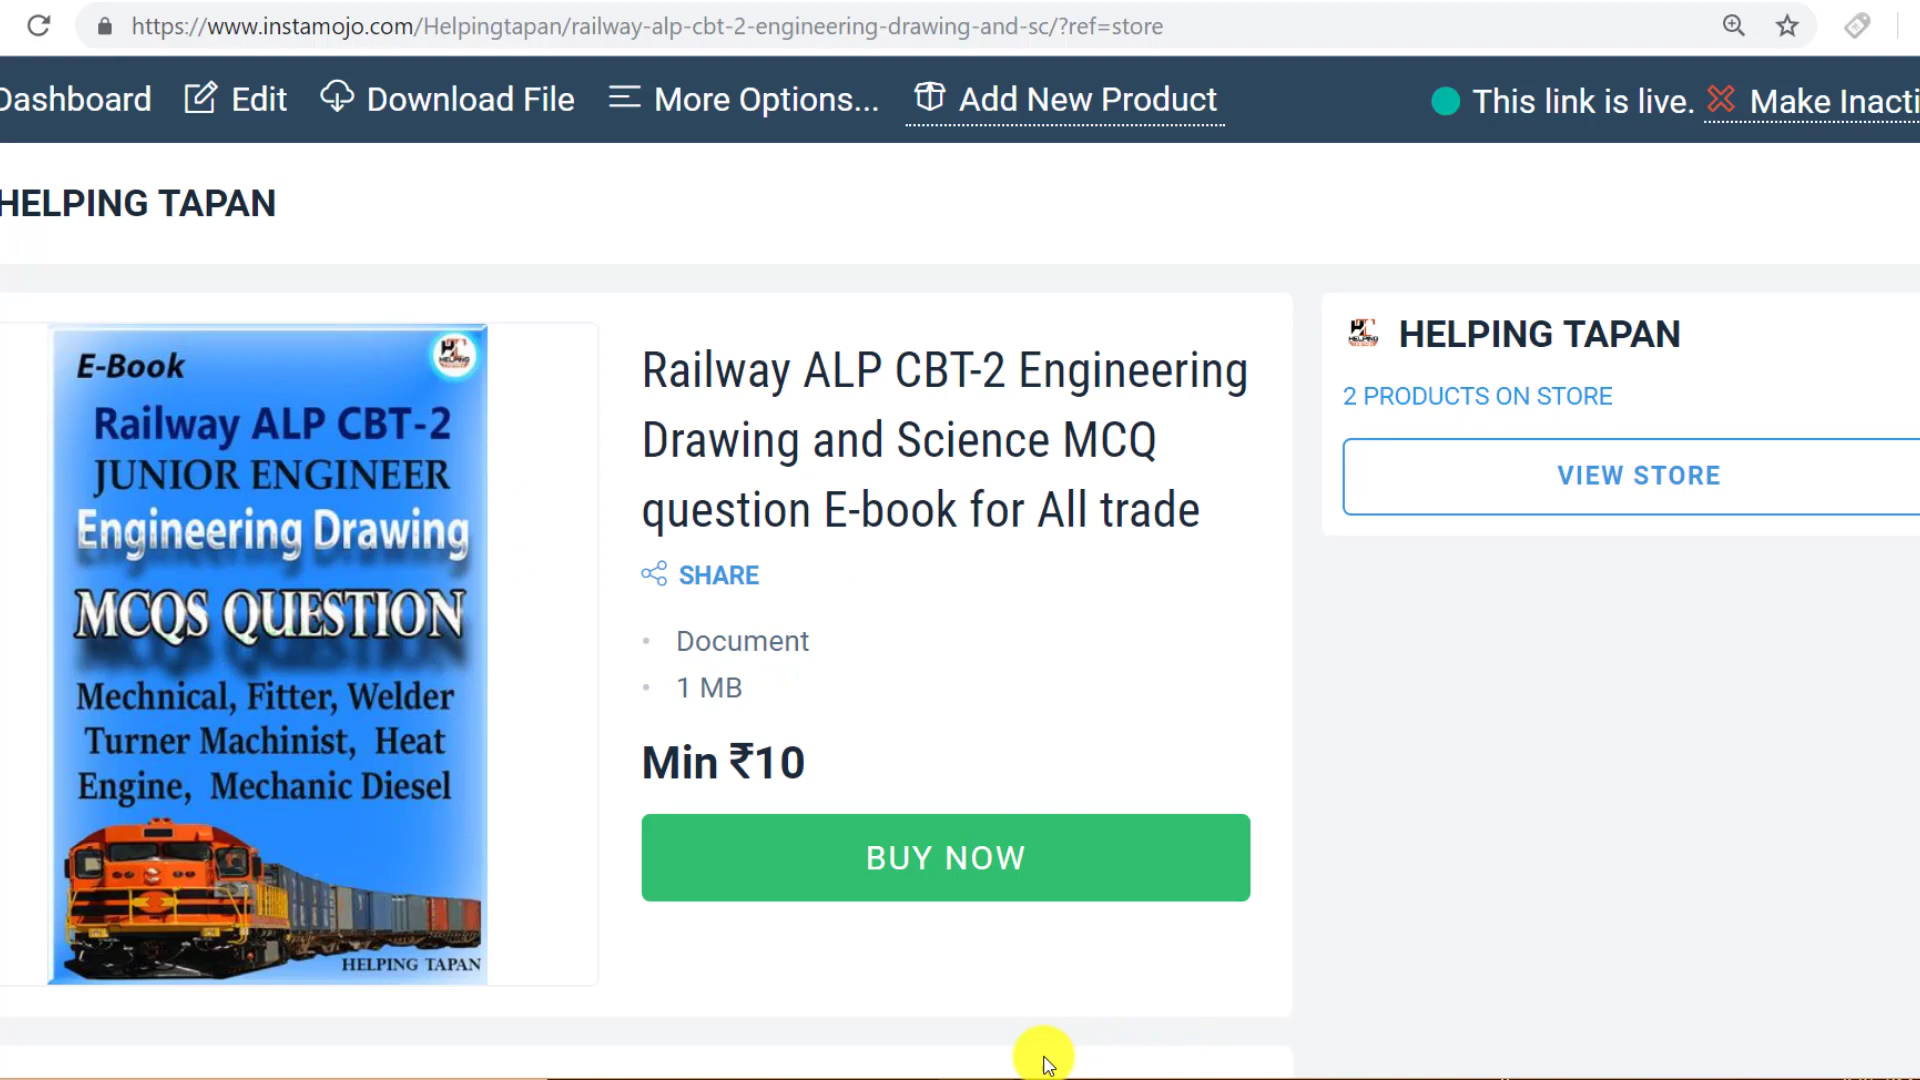 https://www.instamojo.com/Helpingtapan/railway-alp-cbt-2-engineering-drawing-and-sc/?ref=store
Dashboard Edit Download File More Options... Add New Product This link is live. Make Inacti
HELPING TAPAN
E-Book
HELPING
Railway ALP CBT-2
JUNIOR ENGINEER
Engineering Drawing
MCQS QUESTION
Mechnical, Fitter, Welder
Turner Machinist, Heat
Engine, Mechanic Diesel
HELPING TAPAN
Railway ALP CBT-2 Engineering
Drawing and Science MCQ
question E-book for All trade
SHARE
Document
1 MB
Min ₹10
BUY NOW
HELPING
HELPING TAPAN
2 PRODUCTS ON STORE
VIEW STORE